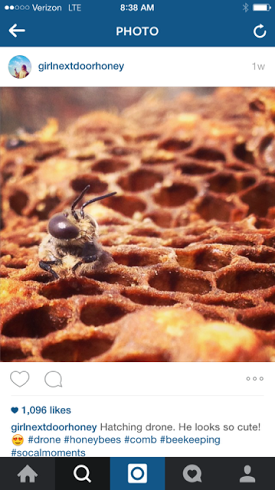 Verizon LTE 8:38 AM
PHOTO
girlnextdoorhoney 1w
1,096 likes
girlnextdoorhoney Hatching drone. He looks so cute!
😍 #drone #honeybees #comb #beekeeping
#socalmoments